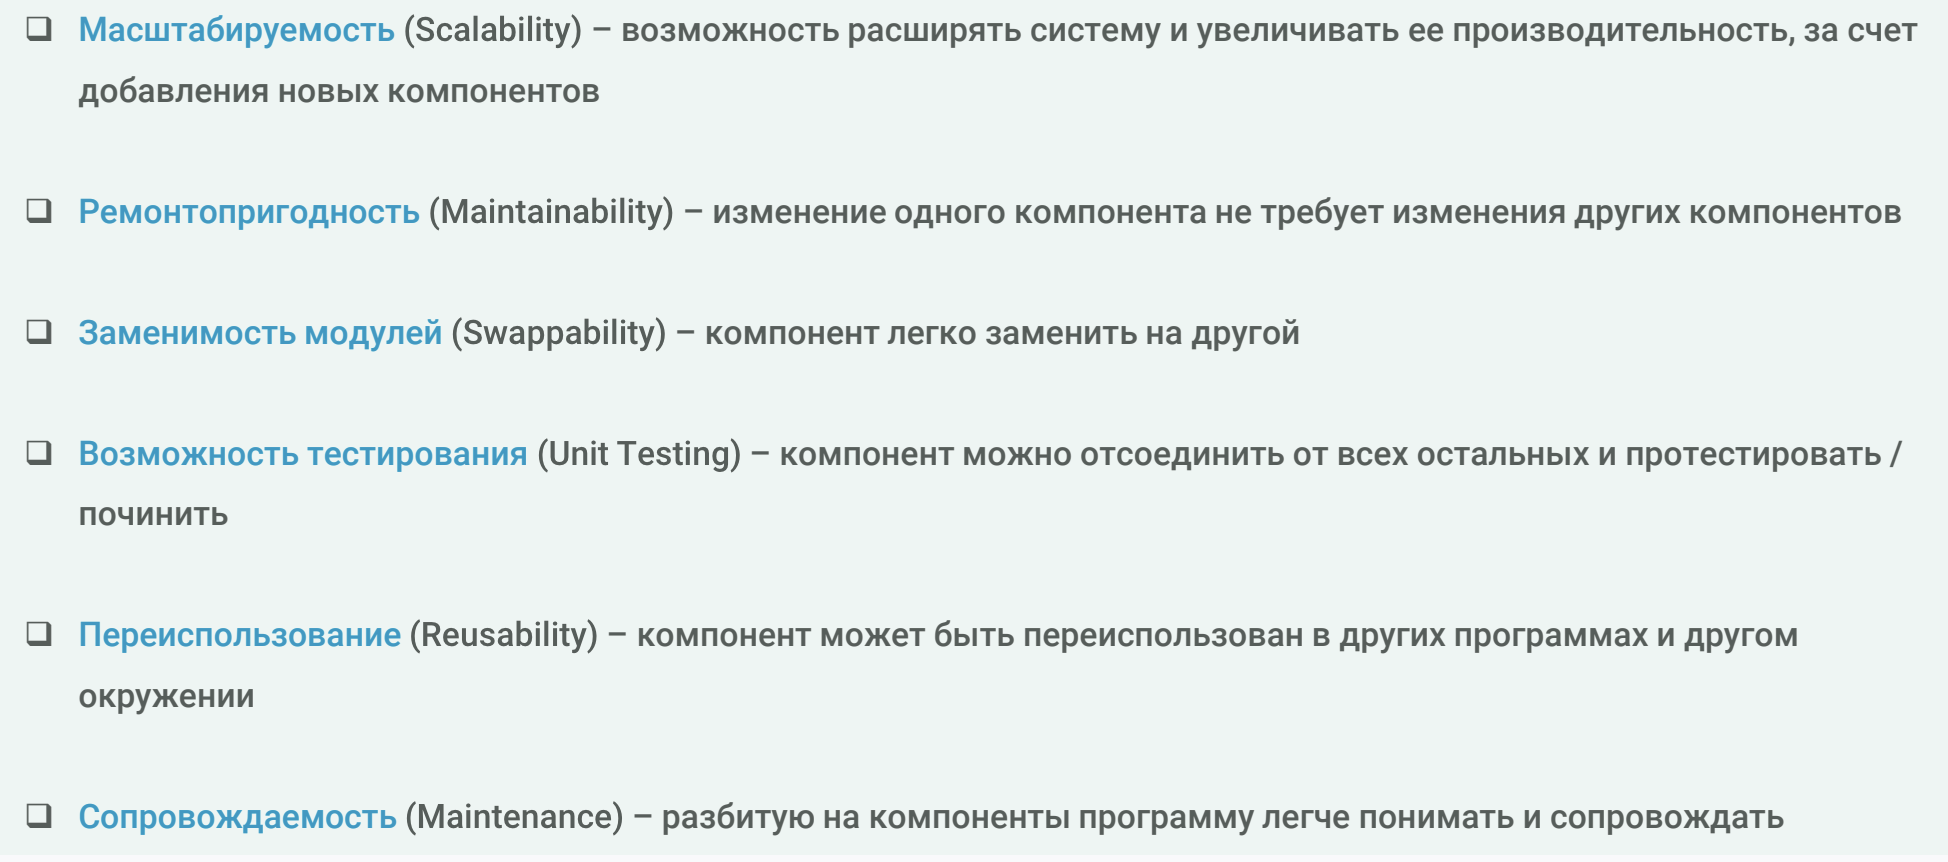 ❑ Масштабируемость (Scalability) – возможность расширять систему и увеличивать ее производительность, за счет
добавления новых компонентов
❑ Ремонтопригодность (Maintainability) – изменение одного компонента не требует изменения других компонентов
❑ Заменимость модулей (Swappability) – компонент легко заменить на другой
❑ Возможность тестирования (Unit Testing) – компонент можно отсоединить от всех остальных и протестировать /
починить
❑ Переиспользование (Reusability) – компонент может быть переиспользован в других программах и другом
окружении
❑ Сопровождаемость (Maintenance) – разбитую на компоненты программу легче понимать и сопровождать